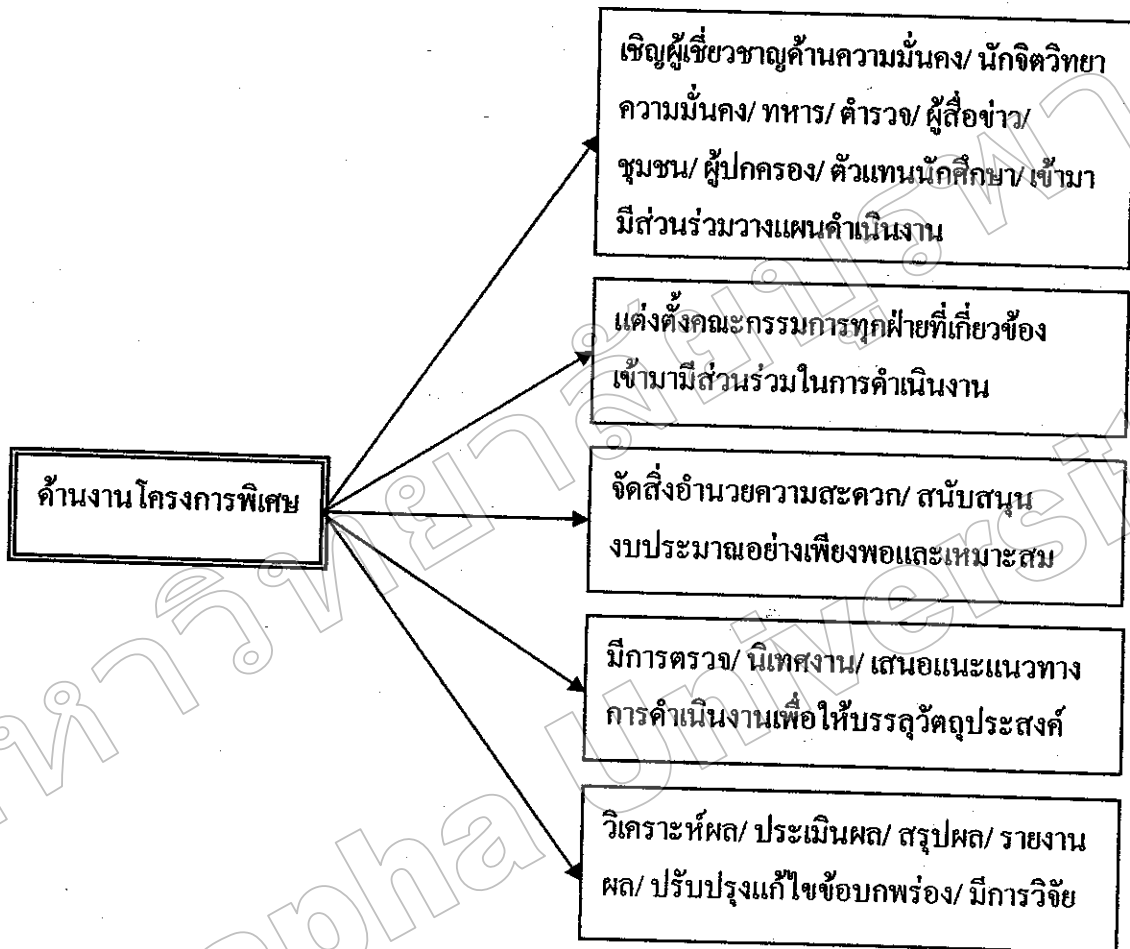 เชิญผู้เชี่ยวชาญด้านความมั่นคง/ นักจิตวิทยา
ความมั่นคง/ ทหาร/ ตำรวจ/ ผู้สื่อข่าว/
ชุมชน/ ผู้ปกครอง/ ตัวแทนนักศึกษา/ เข้ามา
มีส่วนร่วมวางแผนดำเนินงาน
แต่งตั้งคณะกรรมการทุกฝ่ายที่เกี่ยวข้อง
เข้ามามีส่วนร่วมในการดำเนินงาน
ด้านงานโครงการพิเศษ
จัดสิ่งอำนวยความสะดวก/ สนับสนุน
งบประมาณอย่างเพียงพอและเหมาะสม
มีการตรวจ/ นิเทศงาน/ เสนอแนะแนวทาง
การดำเนินงานเพื่อให้บรรลุวัตถุประสงค์
วิเคราะห์ผล/ ประเมินผล/ สรุปผล/ รายงาน
ผล/ ปรับปรุงแก้ไขข้อบกพร่อง/ มีการวิจัย